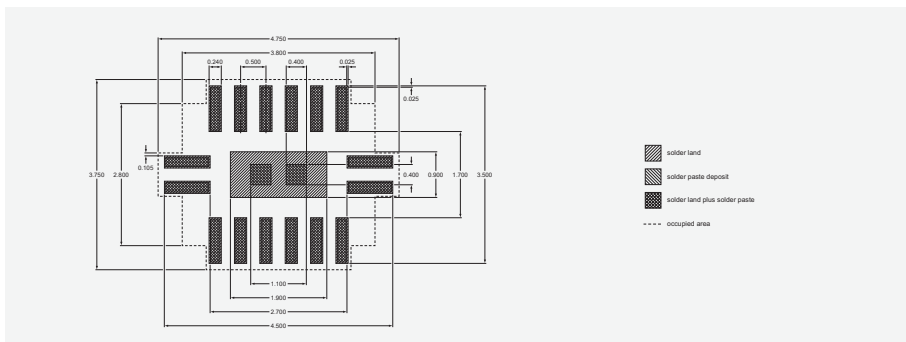 4.750
3.800
0.240 0.500 0.400 0.025
0.025
0.105
3.750 2.800 0.400 0.900 1.700 3.500
solder land
solder paste deposit
solder land plus solder paste
occupied area
1.100
1.900
2.700
4.500